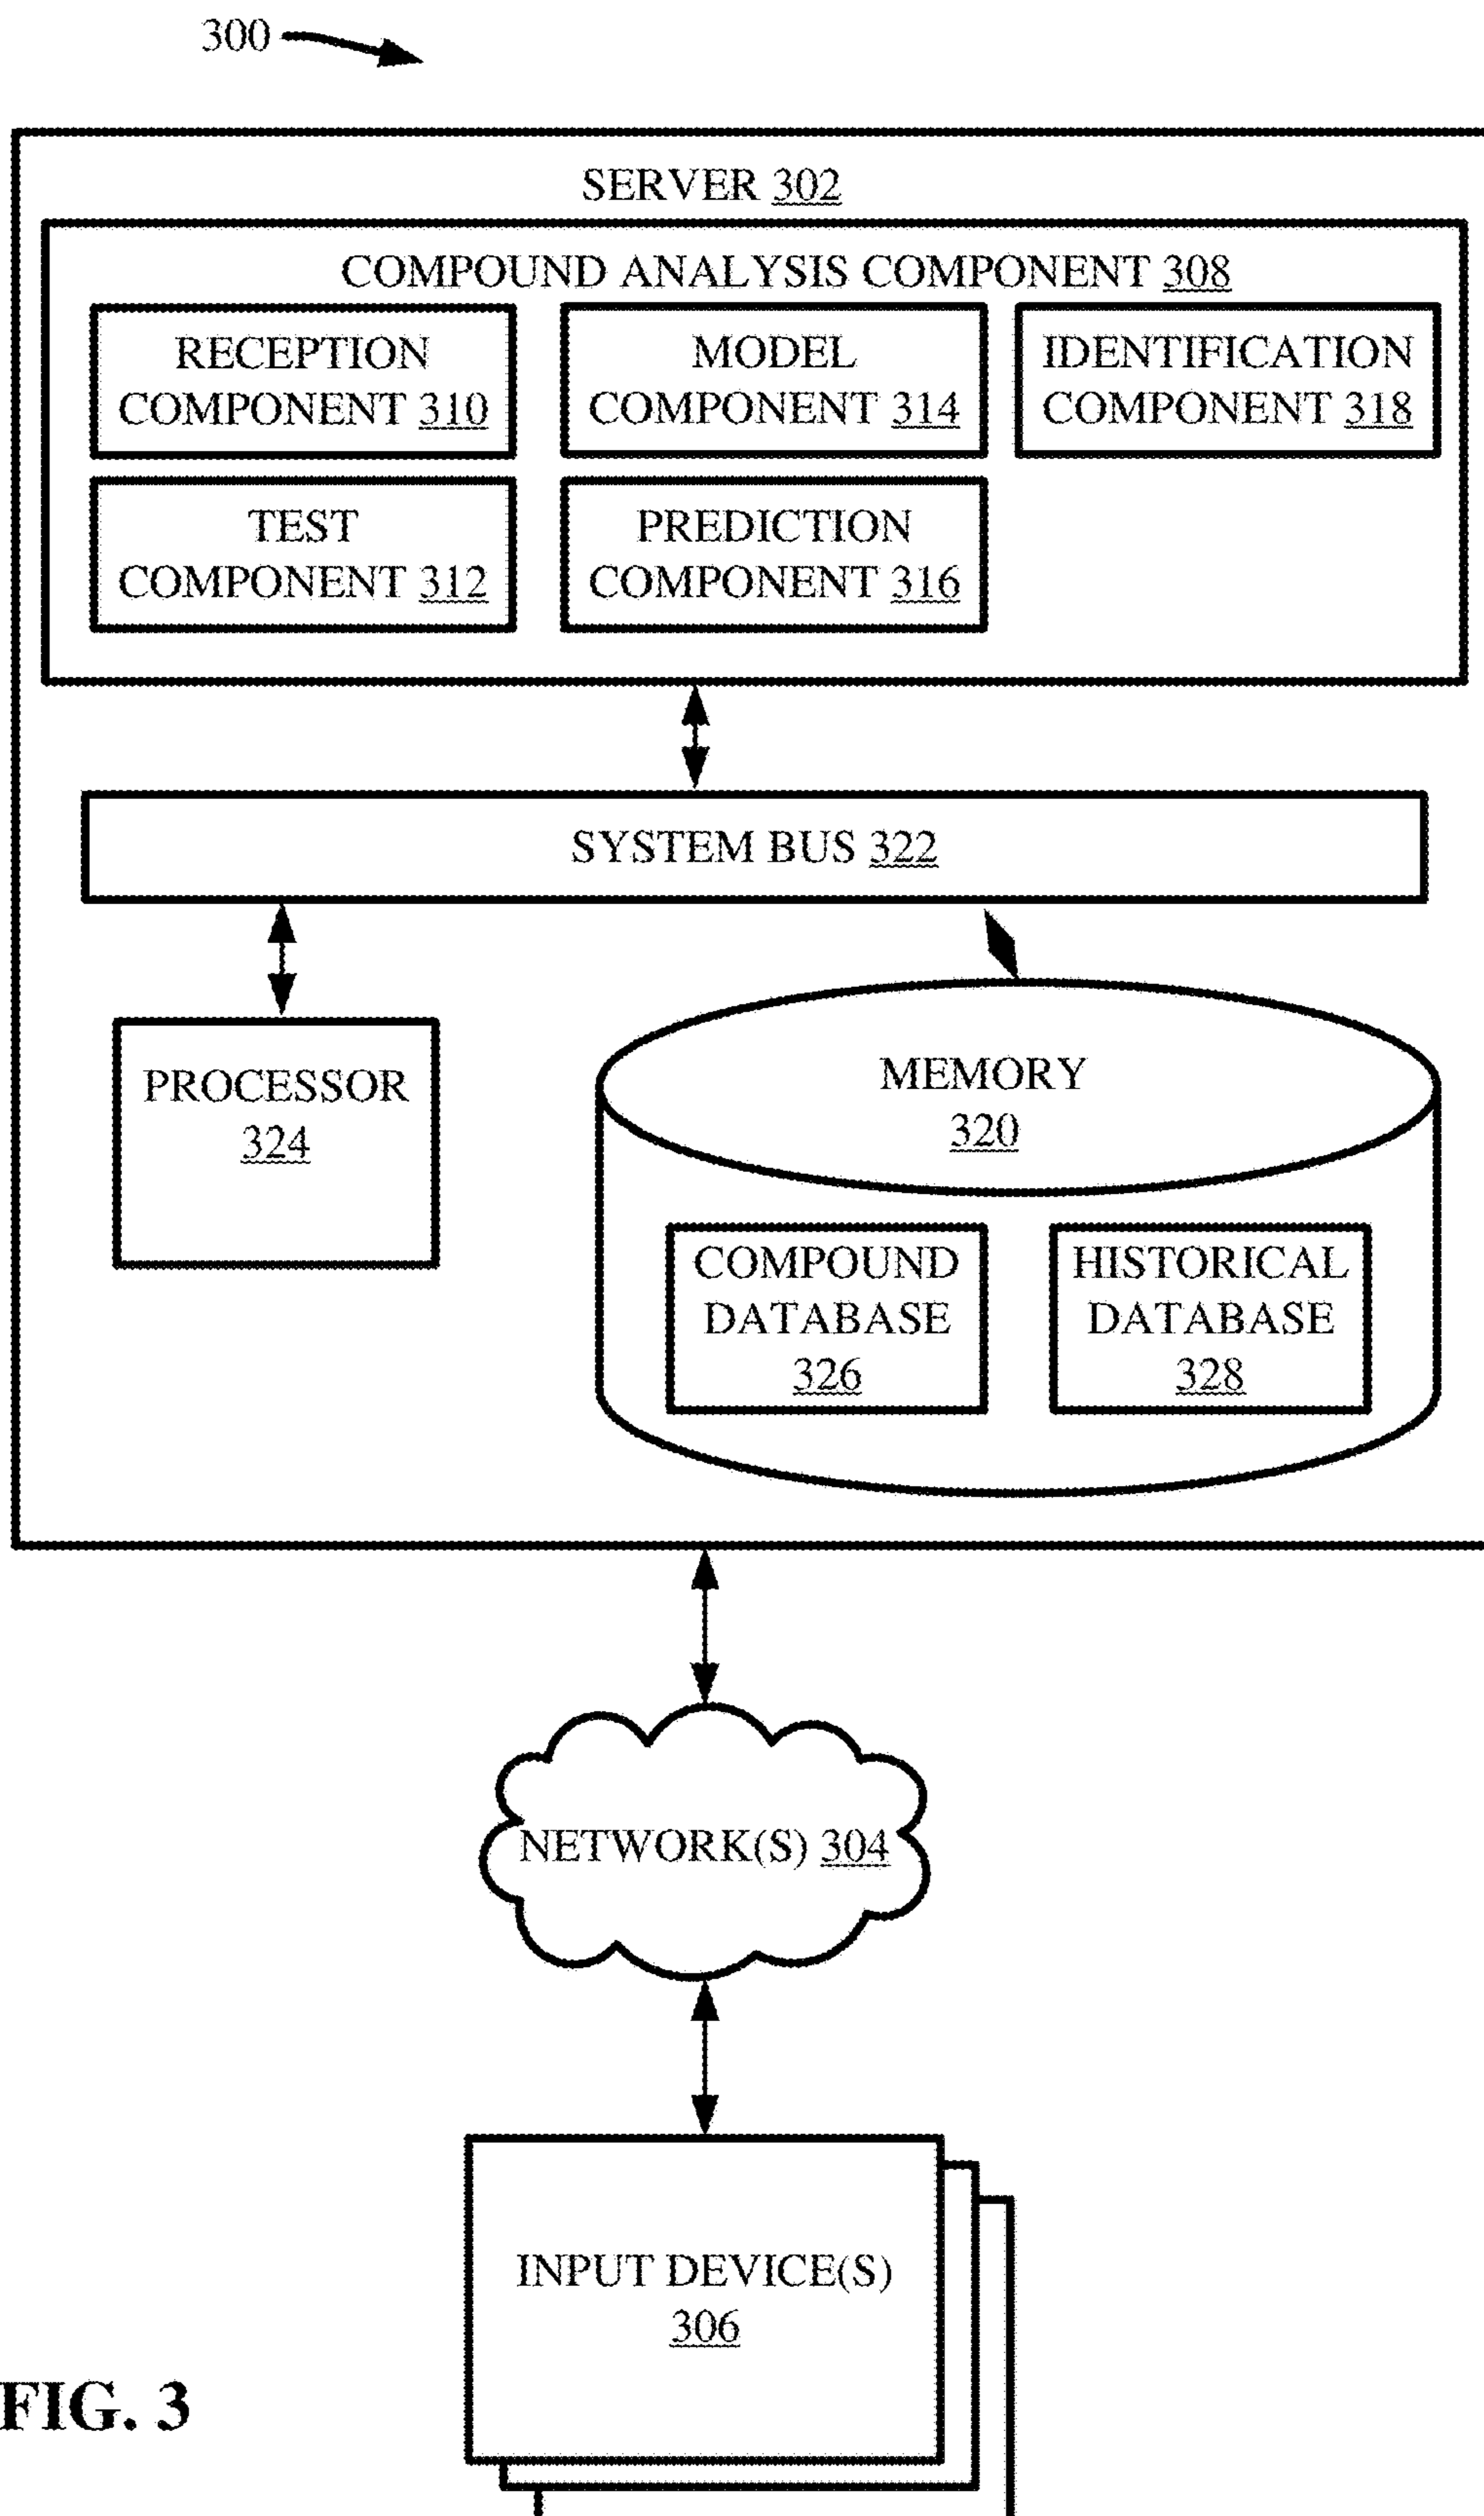 300
SERVER 302
COMPOUND ANALYSIS COMPONENT 308
RECEPTION
COMPONENT 310
MODEL
COMPONENT 314
IDENTIFICATION
COMPONENT 318
TEST
COMPONENT 312
PREDICTION
COMPONENT 316
SYSTEM BUS 322
PROCESSOR
324
MEMORY
320
COMPOUND
DATABASE
326
HISTORICAL
DATABASE
328
NETWORK(S) 304
INPUT DEVICE(S)
306
FIG. 3